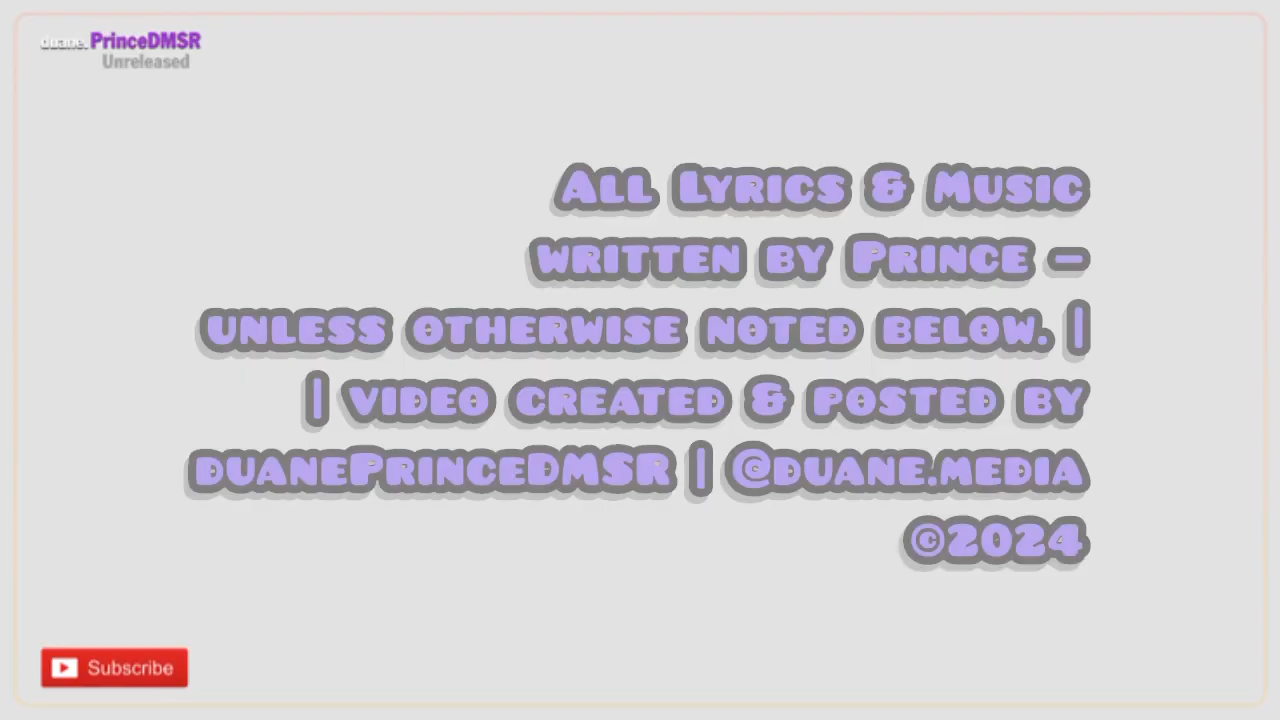 duane.PrinceDMSR
Unreleased
All Lyrics & Music
written by Prince –
unless otherwise noted below. |
| video created & posted by
duanePrinceDMSR | @duane.media
©2024
Subscribe